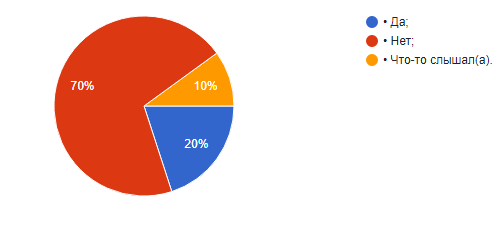 70%
10%
20%
• Да;
• Нет;
• Что-то слышал(а).